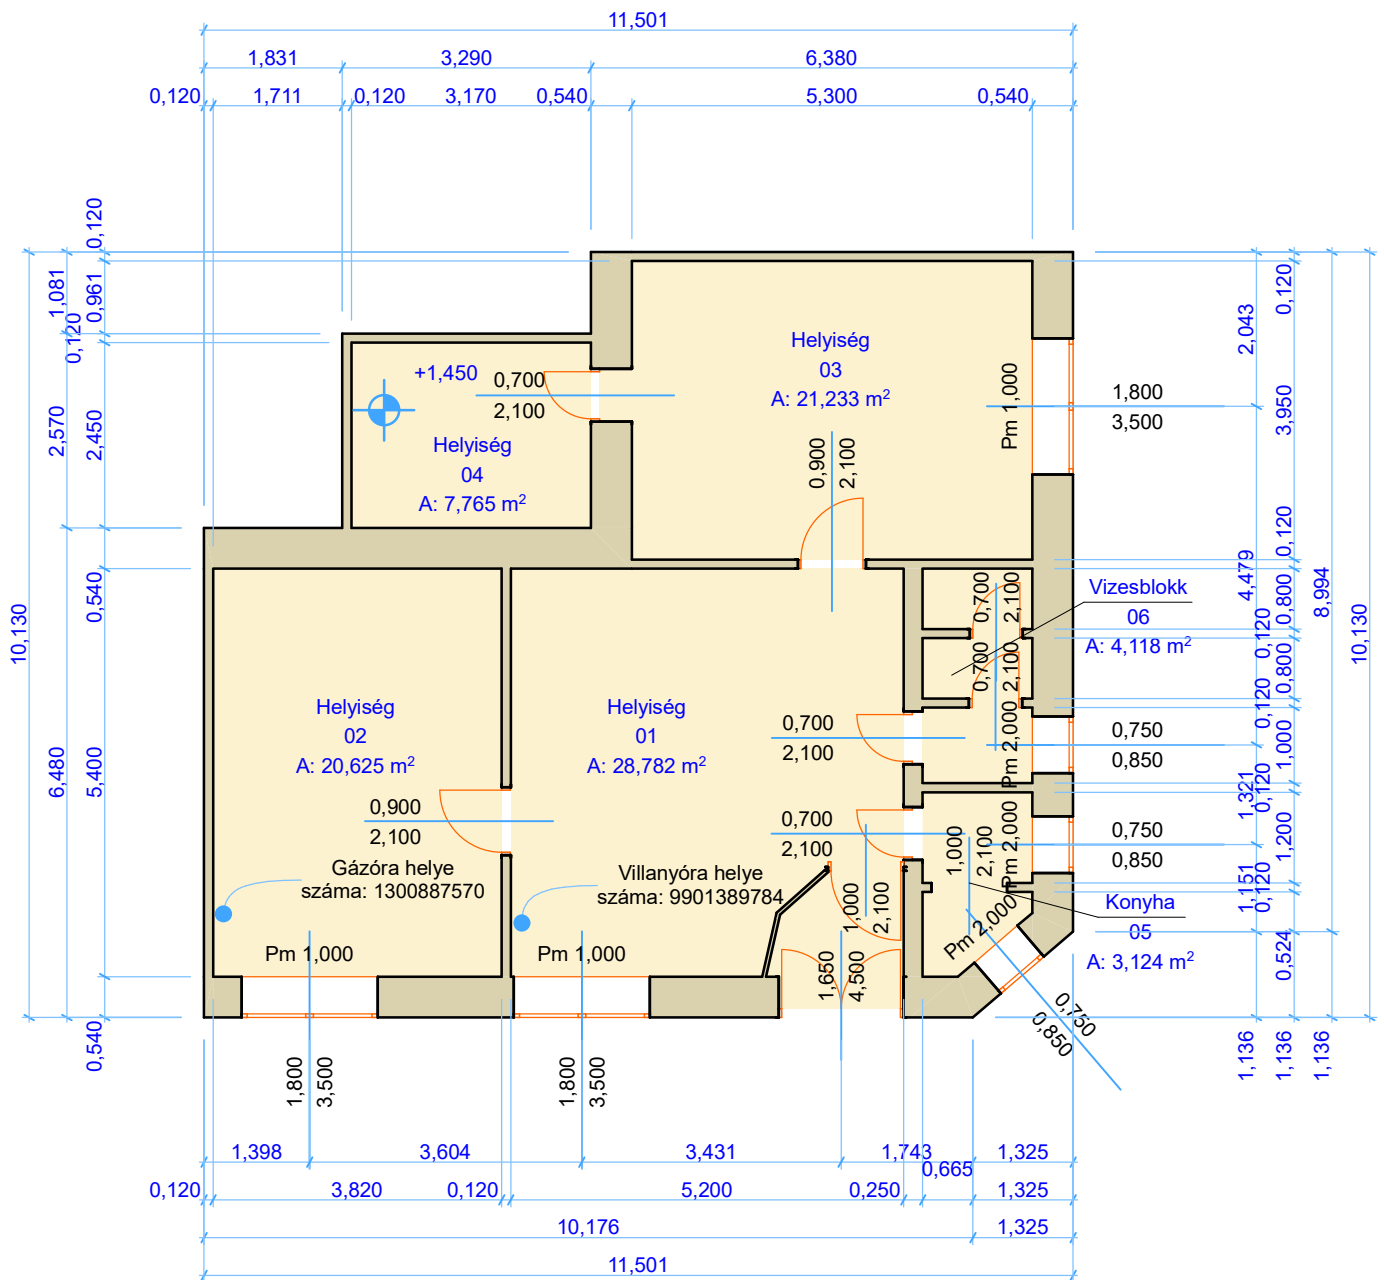 11,501
1,831 3,290 6,380
0,120 1,711 0,120 3,170 0,540 5,300 0,540
10,130
1,081
2,570
6,480
0,120
0,961
0,120
2,450
0,540
5,400
0,540
Helyiség
03
A: 21,233 m²
+1,450
0,700
2,100
Helyiség
04
A: 7,765 m²
Pm 1,000
1,800
3,500
0,900
2,100
2,043
4,479
1,321
1,151
1,136
0,120
3,950
0,120
0,800
0,120
0,800
0,120
1,000
0,120
1,200
0,120
0,524
1,136
8,994
1,136
10,130
0,700
2,100
0,700
2,100
Vizesblokk
06
A: 4,118 m²
Helyiség
02
A: 20,625 m²
Helyiség
01
A: 28,782 m²
0,700
2,100
Pm 2,000
0,750
0,850
0,900
2,100
0,700
2,100
1,000
2,100
Pm 2,000
0,750
0,850
Gázóra helye
száma: 1300887570
Villanyóra helye
száma: 9901389784
1,000
2,100
Konyha
05
A: 3,124 m²
Pm 2,000
0,750
0,850
Pm 1,000
Pm 1,000
1,650
4,500
1,800
3,500
1,800
3,500
1,398 3,604 3,431 1,743 1,325
0,120 3,820 0,120 5,200 0,250 0,665 1,325
10,176 1,325
11,501